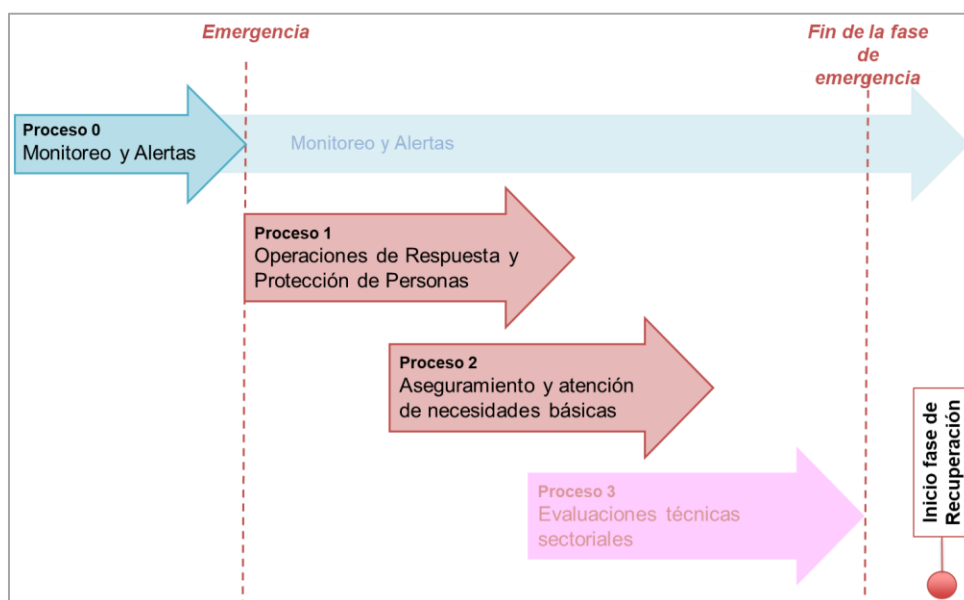 Emergencia
Fin de la fase
de
emergencia
Proceso 0
Monitoreo y Alertas
Monitoreo y Alertas
Proceso 1
Operaciones de Respuesta y
Protección de Personas
Proceso 2
Aseguramiento y atención
de necesidades básicas
Proceso 3
Evaluaciones técnicas
sectoriales
Inicio fase de
Recuperación